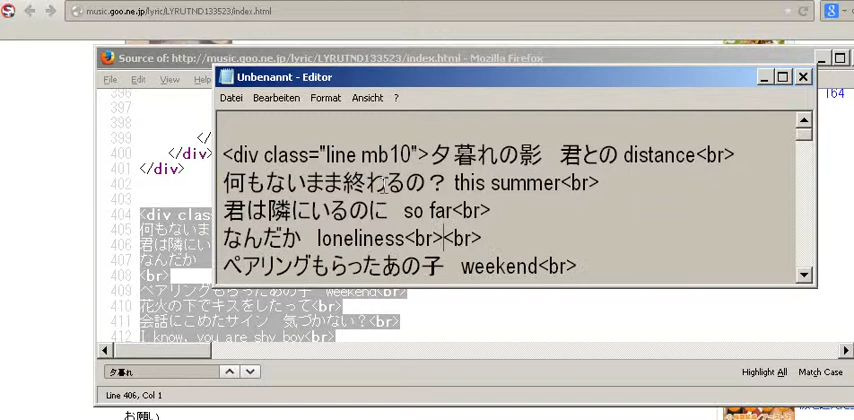 music.goo.ne.jp/lyric/LYRUTND133523/index.html
Source of: http://music.goo.ne.jp/lyric/LYRUTND133523/index.html - Mozilla Firefox
File Edit View Help
164
Unbenannt - Editor
Datei Bearbeiten Format Ansicht ?
<div class="line mb10">夕暮れの影　君との distance<br>
何もないまま終わるの？ this summer<br>
君は隣にいるのに　so far<br>
なんだか　loneliness<br><br>
ペアリングもらったあの子　weekend<br>
396
397
398
399 </
400 </div>
401 </div>
402
403
404 <div clas
405 何もないまま
406 君は隣にいる
407 なんだか
408 <br>
409 ペアリングもらったあの子　weekend<br>
410 花火の下でキスをしたって<br>
411 会話にこめたサイン　気づかない？<br>
412 I know, you are shy boy<br>
夕暮れ
Highlight All Match Case
Line 406, Col 1
お願い